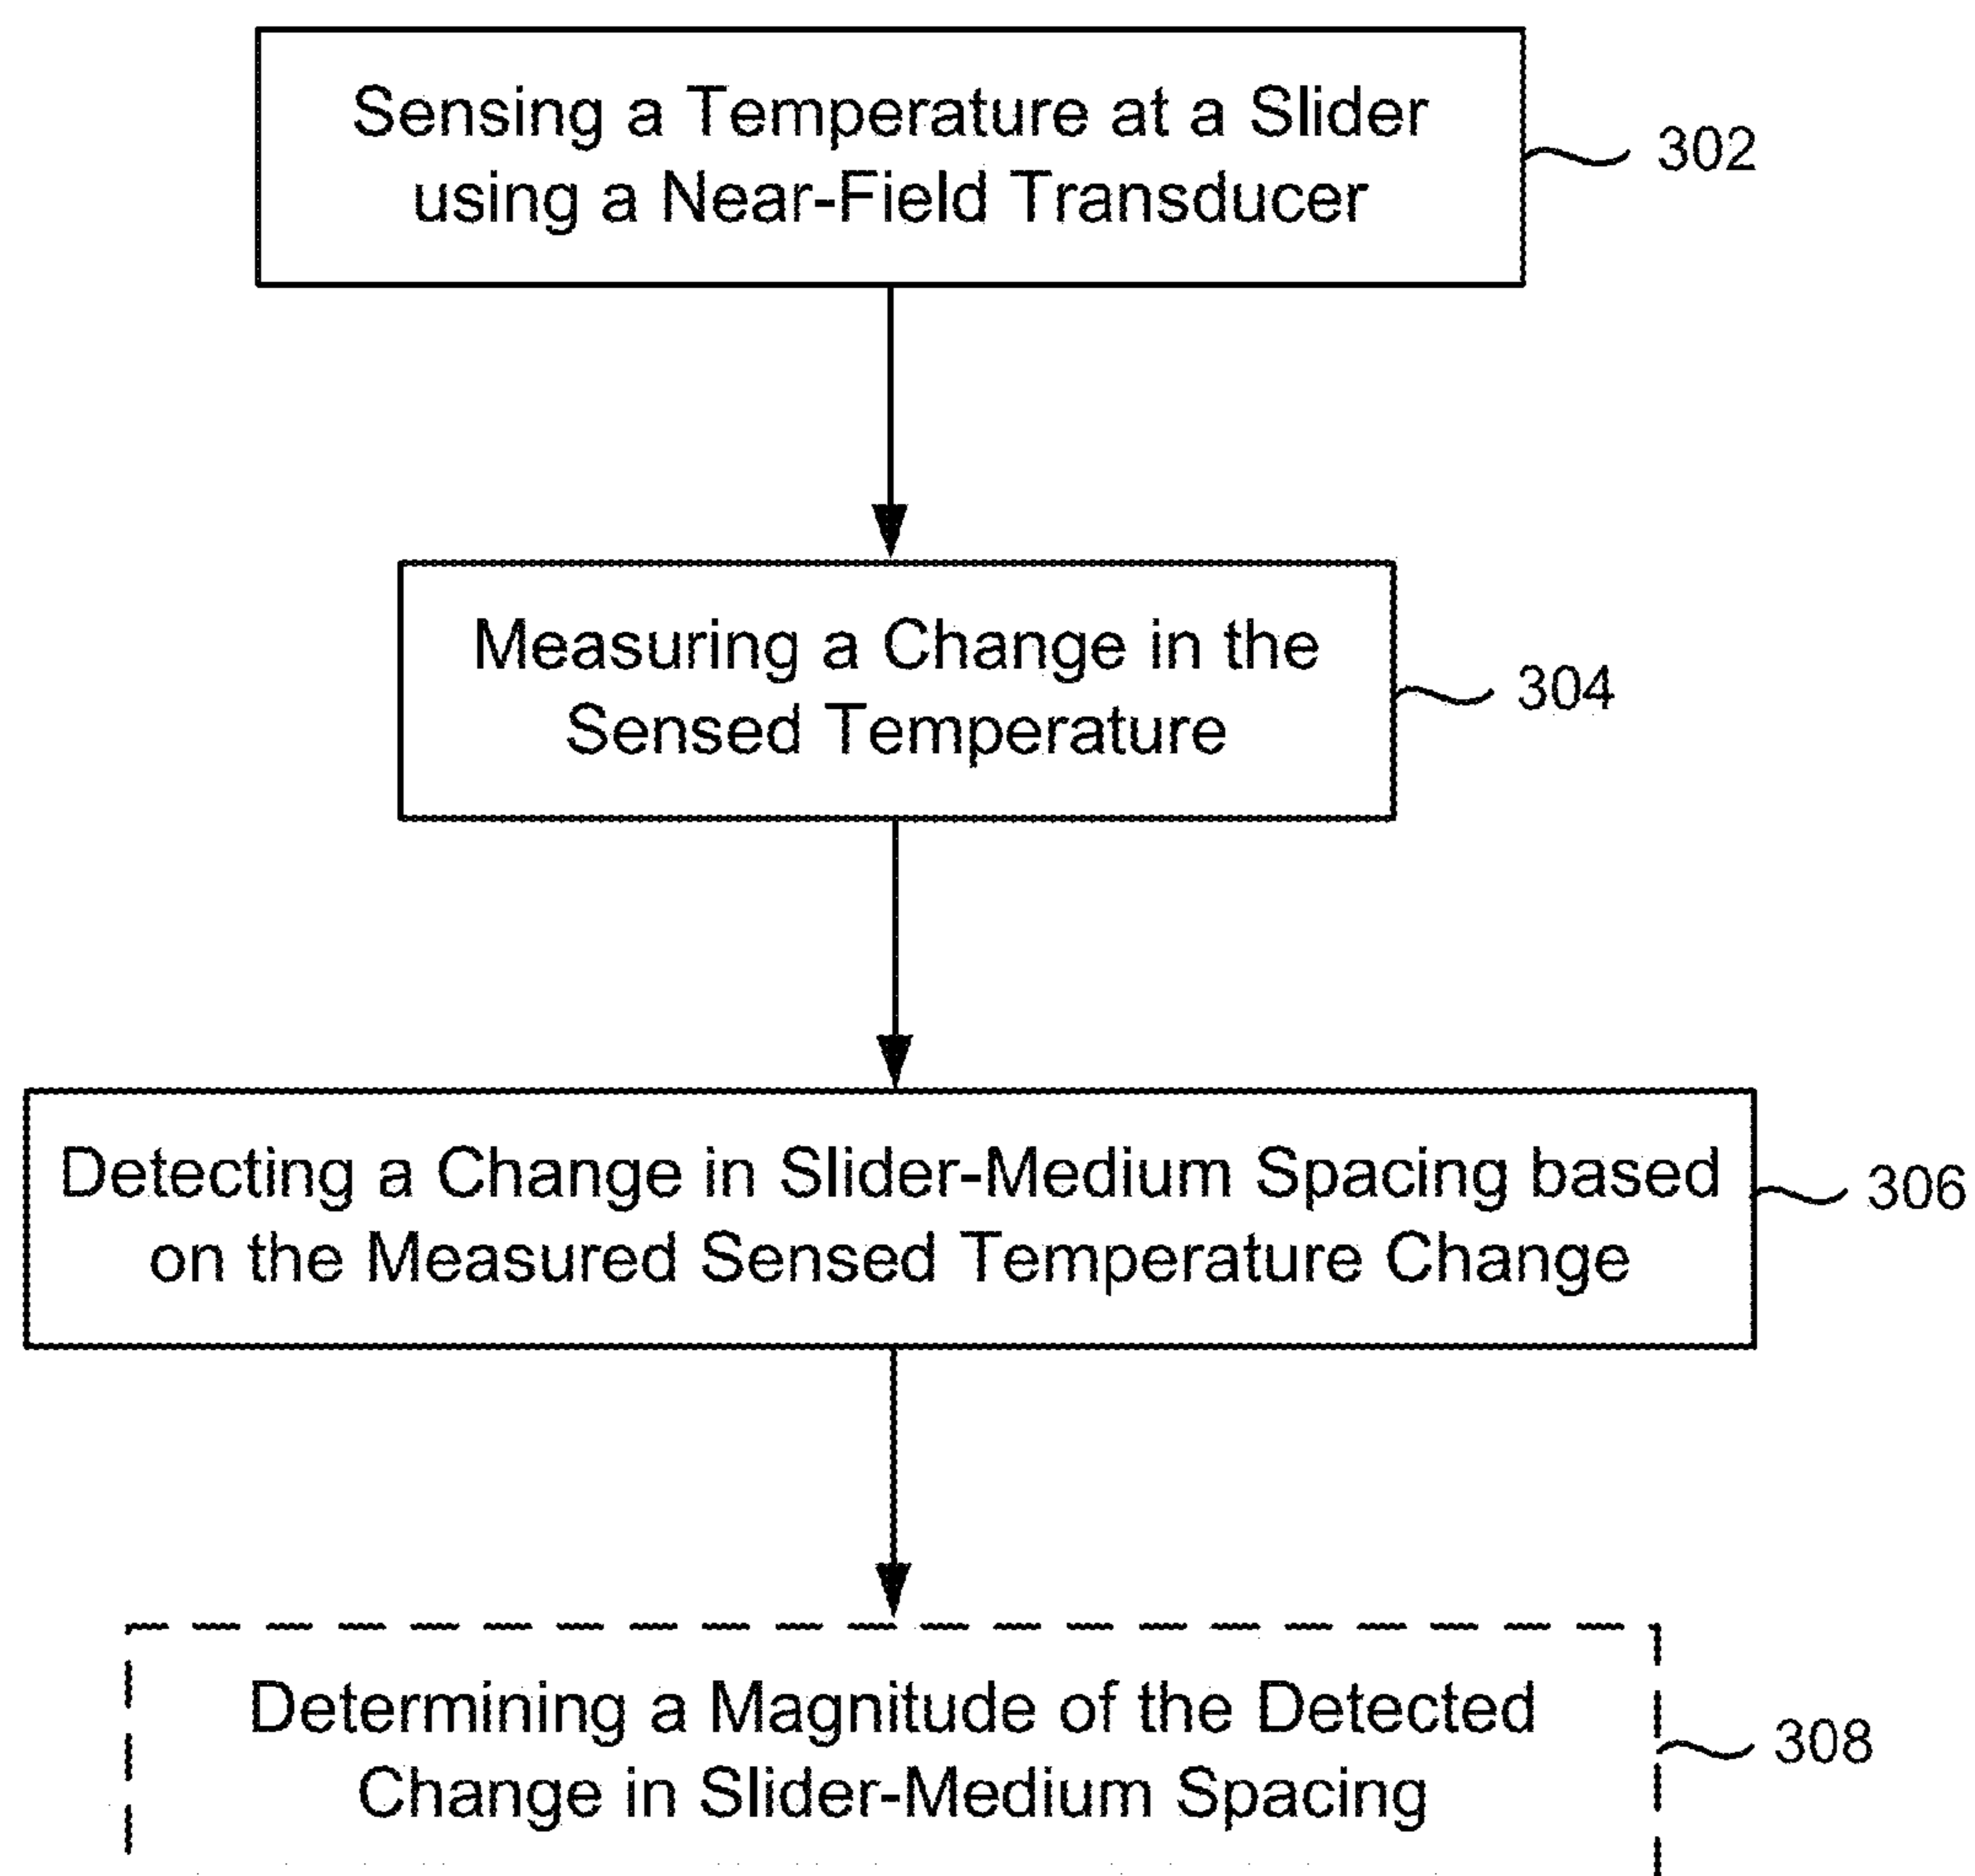 Sensing a Temperature at a Slider
using a Near-Field Transducer
302
Measuring a Change in the
Sensed Temperature
304
Detecting a Change in Slider-Medium Spacing based
on the Measured Sensed Temperature Change
306
Determining a Magnitude of the Detected
Change in Slider-Medium Spacing
308